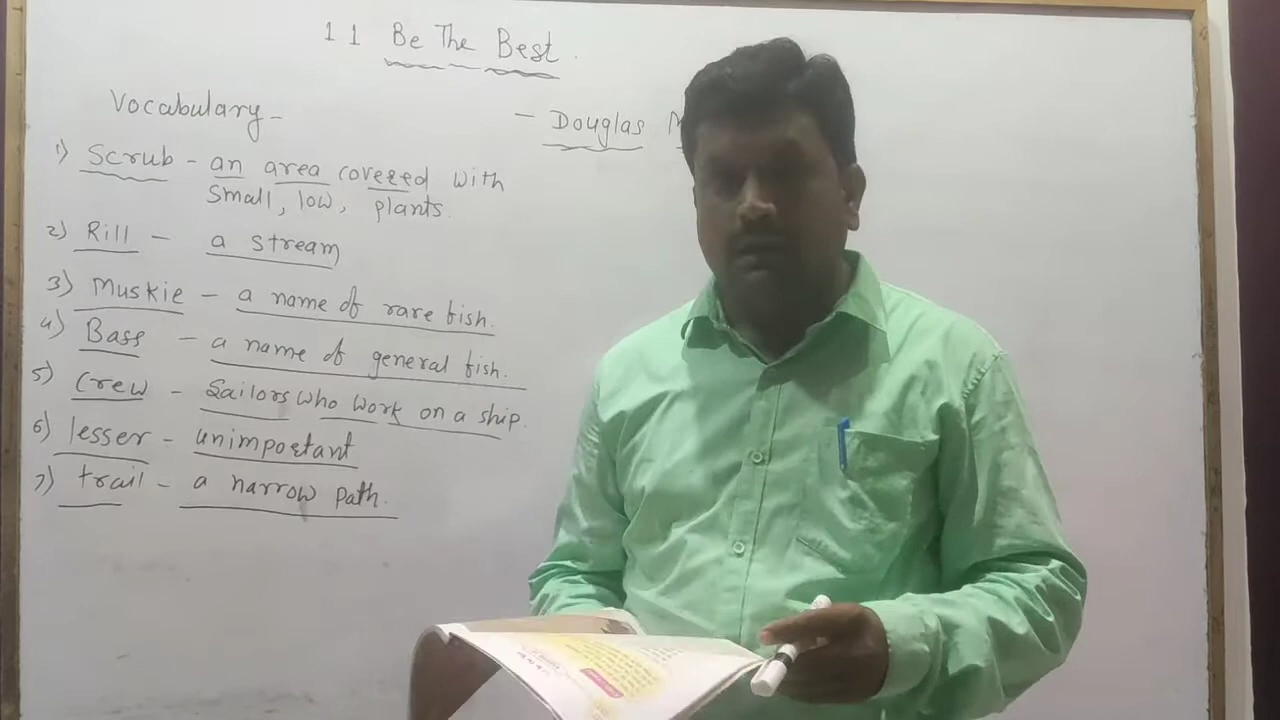 1 1 Be The Best.
Vocabulary -
- Douglas M
1) Scrub - an area covered with
small, low, plants.
2) Rill - a stream
3) Muskie - a name of rare fish.
4) Bass - a name of general fish.
5) Crew - Sailors who work on a ship.
6) lesser - unimportant
7) trail - a narrow path.